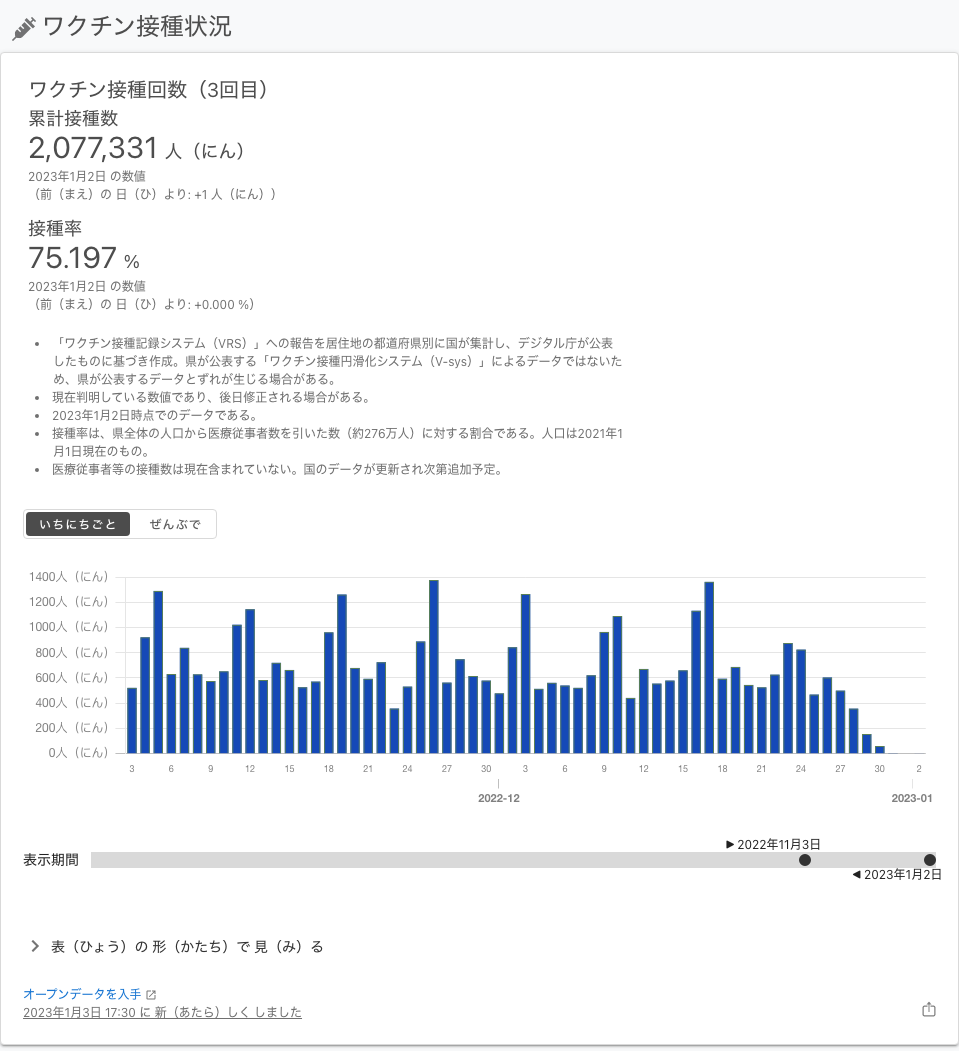 ワクチン接種状況
ワクチン接種回数（3回目）
累計接種数
2,077,331 人（にん）
2023年1月2日 の数値
（前（まえ）の 日（ひ）より: +1 人（にん））
接種率
75.197 %
2023年1月2日 の数値
（前（まえ）の 日（ひ）より: +0.000 %）
• 「ワクチン接種記録システム（VRS）」への報告を居住地の都道府県別に国が集計し、デジタル庁が公表
したものに基づき作成。県が公表する「ワクチン接種円滑化システム（V-sys）」によるデータではないた
め、県が公表するデータとずれが生じる場合がある。
• 現在判明している数値であり、後日修正される場合がある。
• 2023年1月2日時点でのデータである。
• 接種率は、県全体の人口から医療従事者数を引いた数（約276万人）に対する割合である。人口は2021年1
月1日現在のもの。
• 医療従事者等の接種数は現在含まれていない。国のデータが更新され次第追加予定。
いちにちごと ぜんぶで
1400人（にん）
1200人（にん）
1000人（にん）
800人（にん）
600人（にん）
400人（にん）
200人（にん）
0人（にん）
3 6 9 12 15 18 21 24 27 30 3 6 9 12 15 18 21 24 27 30 2
2022-12 2023-01
▶ 2022年11月3日
表示期間
◀ 2023年1月2日
表（ひょう）の 形（かたち）で 見（み）る
オープンデータを入手
2023年1月3日 17:30 に 新（あたら）しく しました